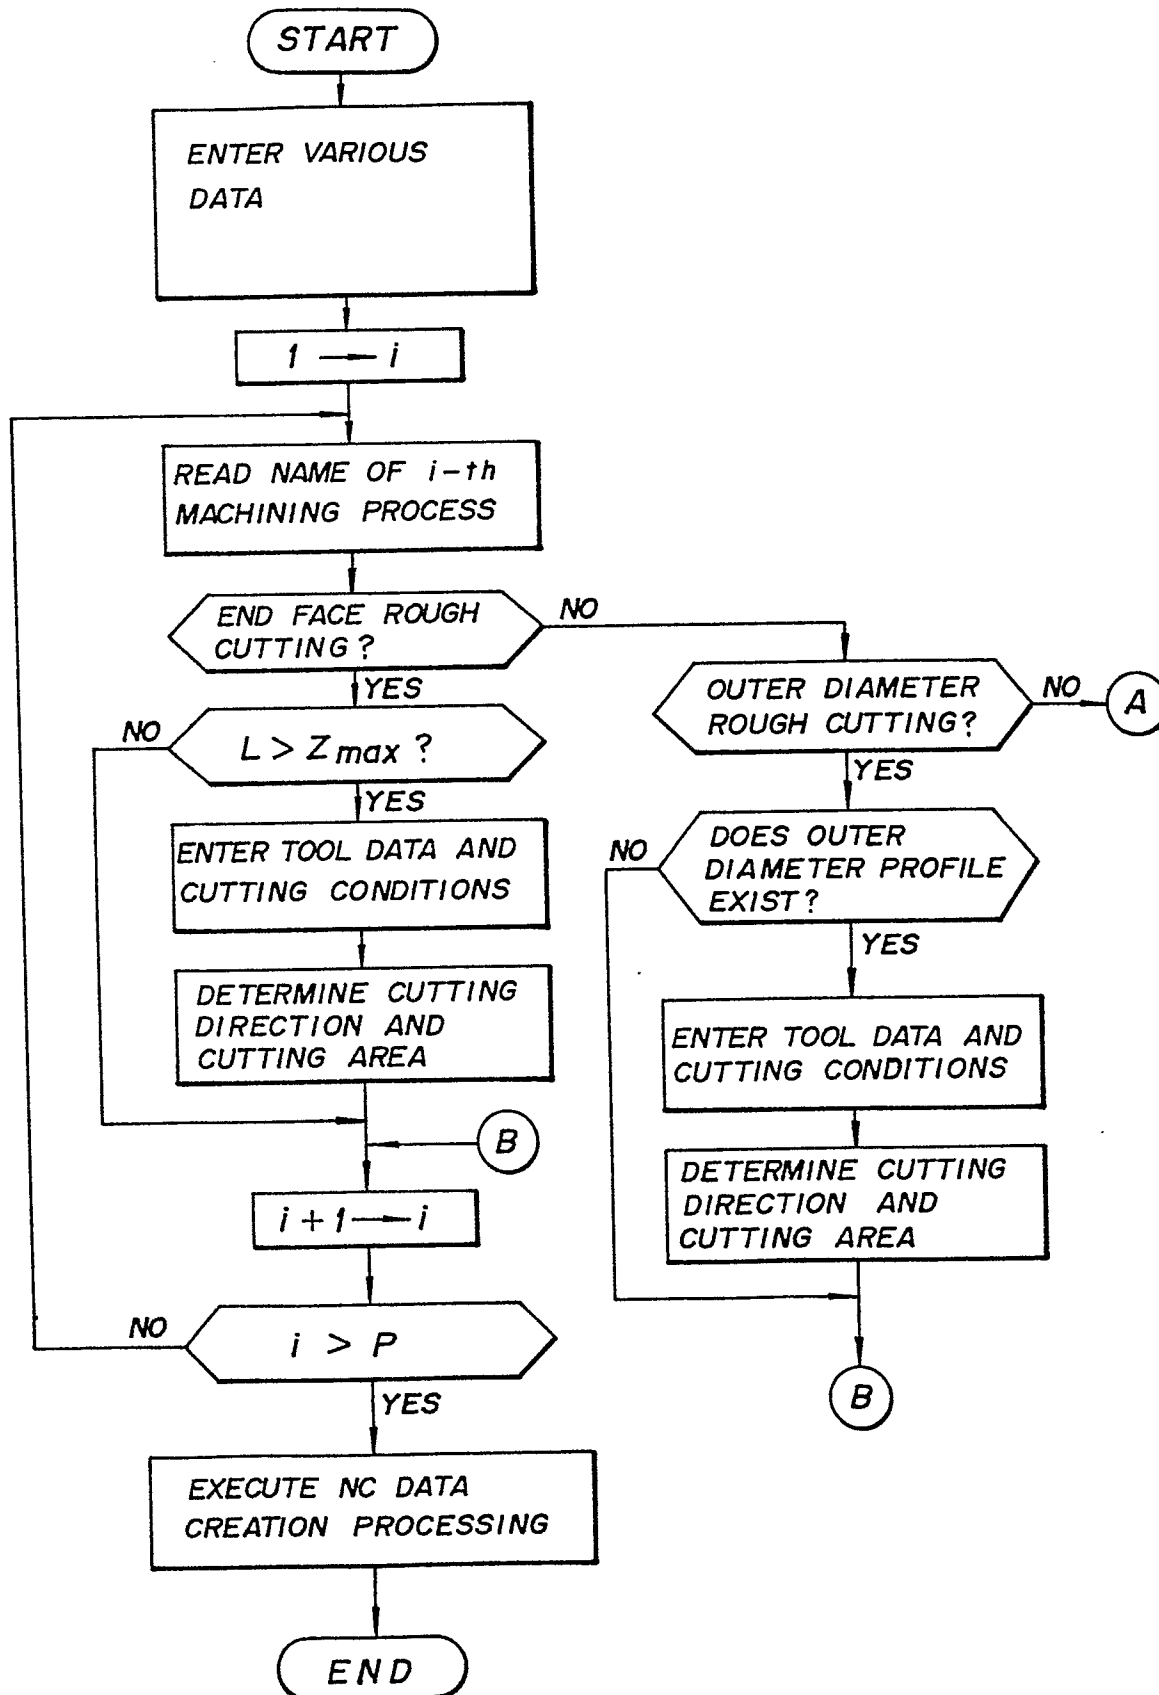 START
ENTER VARIOUS
DATA
1 → i
READ NAME OF i-th
MACHINING PROCESS
END FACE ROUGH
CUTTING?
NO
YES
OUTER DIAMETER
ROUGH CUTTING?
NO
A
YES
L > Zmax ?
NO
YES
DOES OUTER
DIAMETER PROFILE
EXIST?
NO
YES
ENTER TOOL DATA AND
CUTTING CONDITIONS
DETERMINE CUTTING
DIRECTION AND
CUTTING AREA
ENTER TOOL DATA AND
CUTTING CONDITIONS
DETERMINE CUTTING
DIRECTION AND
CUTTING AREA
B
B
i + 1 → i
i > P
NO
YES
EXECUTE NC DATA
CREATION PROCESSING
END